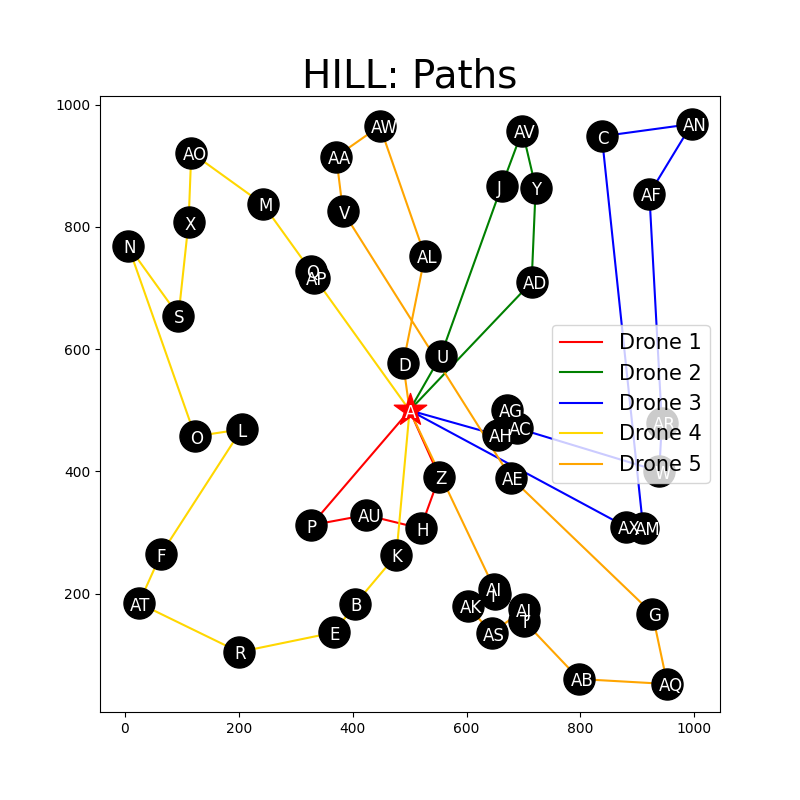 HILL: Paths
1000
800
600
400
200
0
200
400
600
800
1000
AV
AN
AW
C
AO
AA
J
Y
AF
M
V
X
N
AL
Q
AP
AD
S
U
D
Drone 1
Drone 2
Drone 3
Drone 4
Drone 5
A
AG
AR
AC
AH
L
O
W
Z
AE
P
AU
H
AX
AM
K
F
AI
I
AK
AJ
T
AS
B
AT
G
E
R
AB
AQ